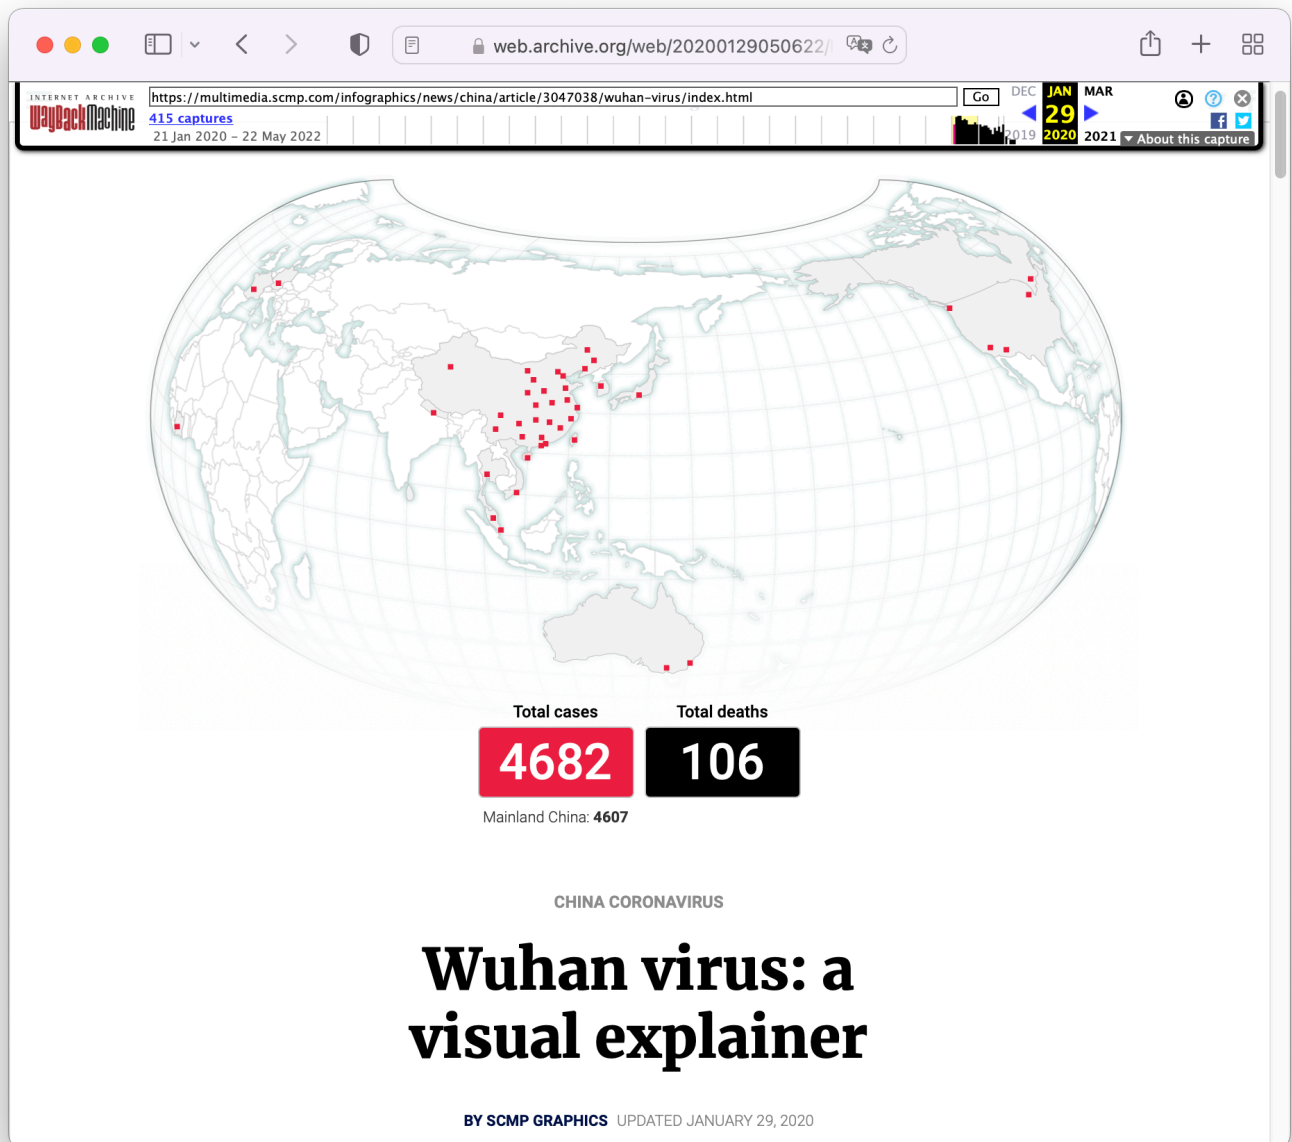 web.archive.org/web/20200129050622/
INTERNET ARCHIVE
WayBackMachine
https://multimedia.scmp.com/infographics/news/china/article/3047038/wuhan-virus/index.html
Go
DEC JAN MAR
415 captures
29
21 Jan 2020 – 22 May 2022
2019 2020 2021
About this capture
Total cases
Total deaths
4682
106
Mainland China: 4607
CHINA CORONAVIRUS
Wuhan virus: a
visual explainer
BY SCMP GRAPHICS UPDATED JANUARY 29, 2020